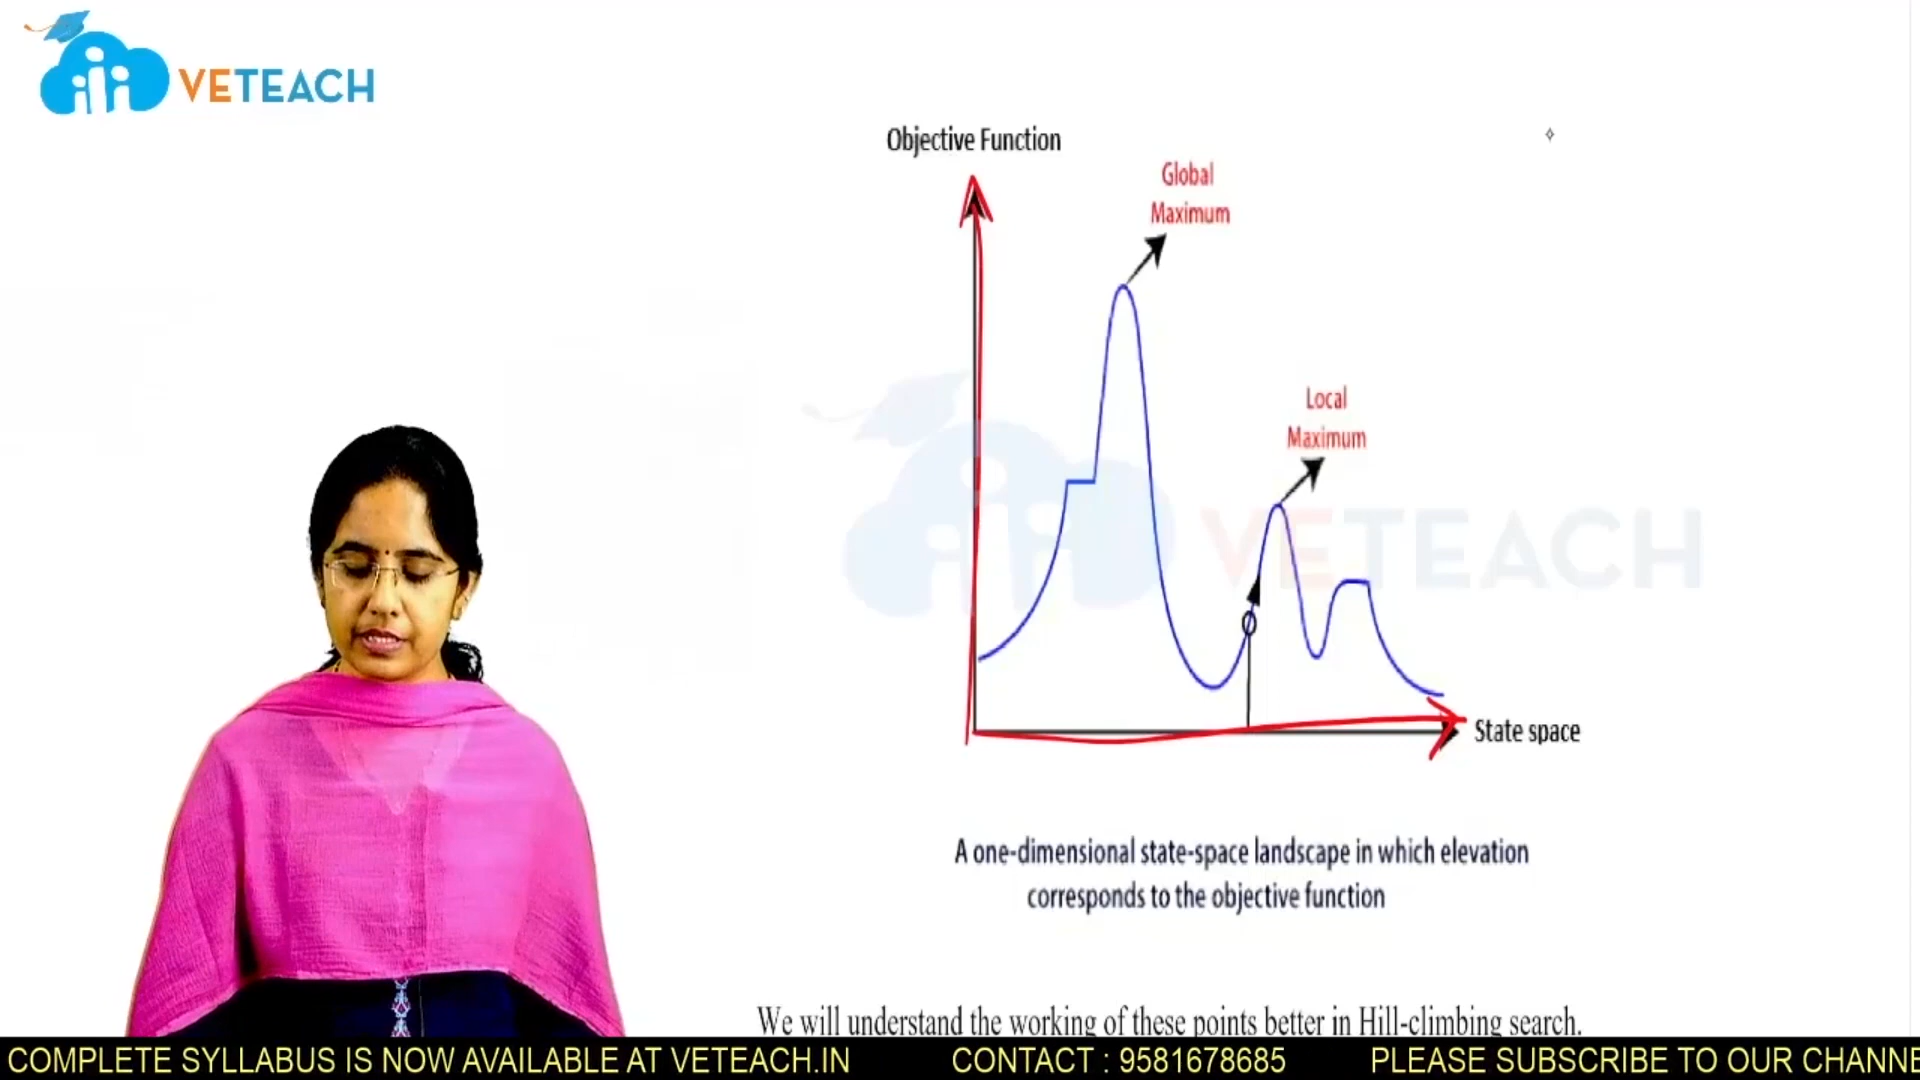 VETEACH
Objective Function
Global
Maximum
Local
Maximum
VETEACH
State space
A one-dimensional state-space landscape in which elevation
corresponds to the objective function
We will understand the working of these points better in Hill-climbing search.
COMPLETE SYLLABUS IS NOW AVAILABLE AT VETEACH.IN CONTACT : 9581678685 PLEASE SUBSCRIBE TO OUR CHANNE